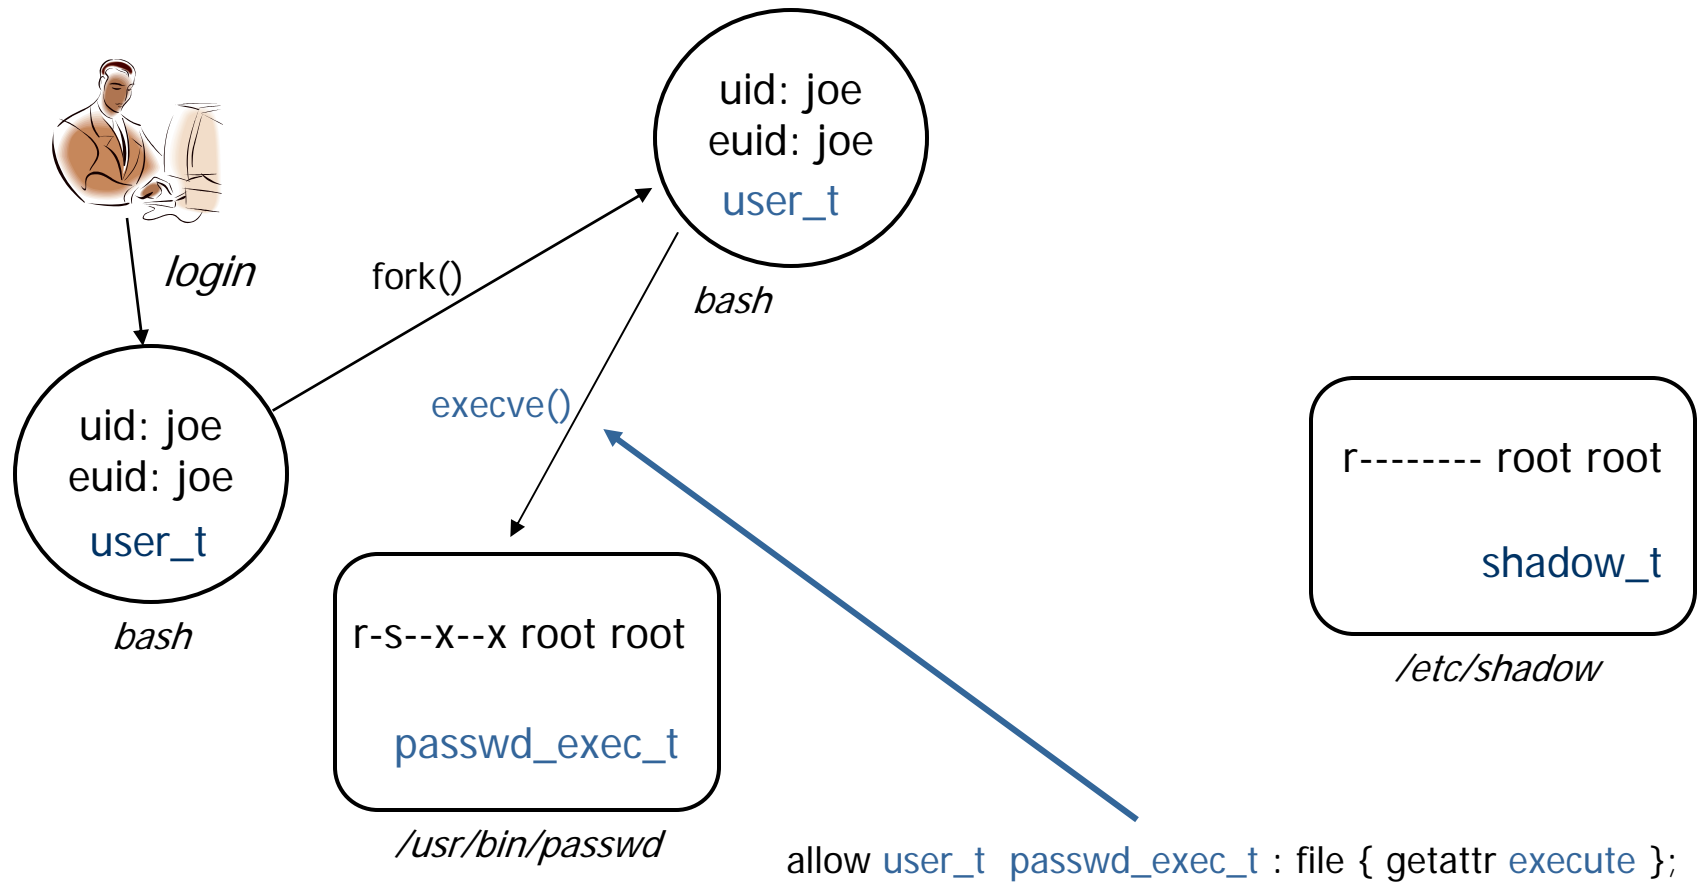 uid: joe
euid: joe
user_t
bash
login
fork()
execve()
uid: joe
euid: joe
user_t
bash
r-s--x--x root root
passwd_exec_t
/usr/bin/passwd
r-------- root root
shadow_t
/etc/shadow
allow user_t passwd_exec_t : file { getattr execute };